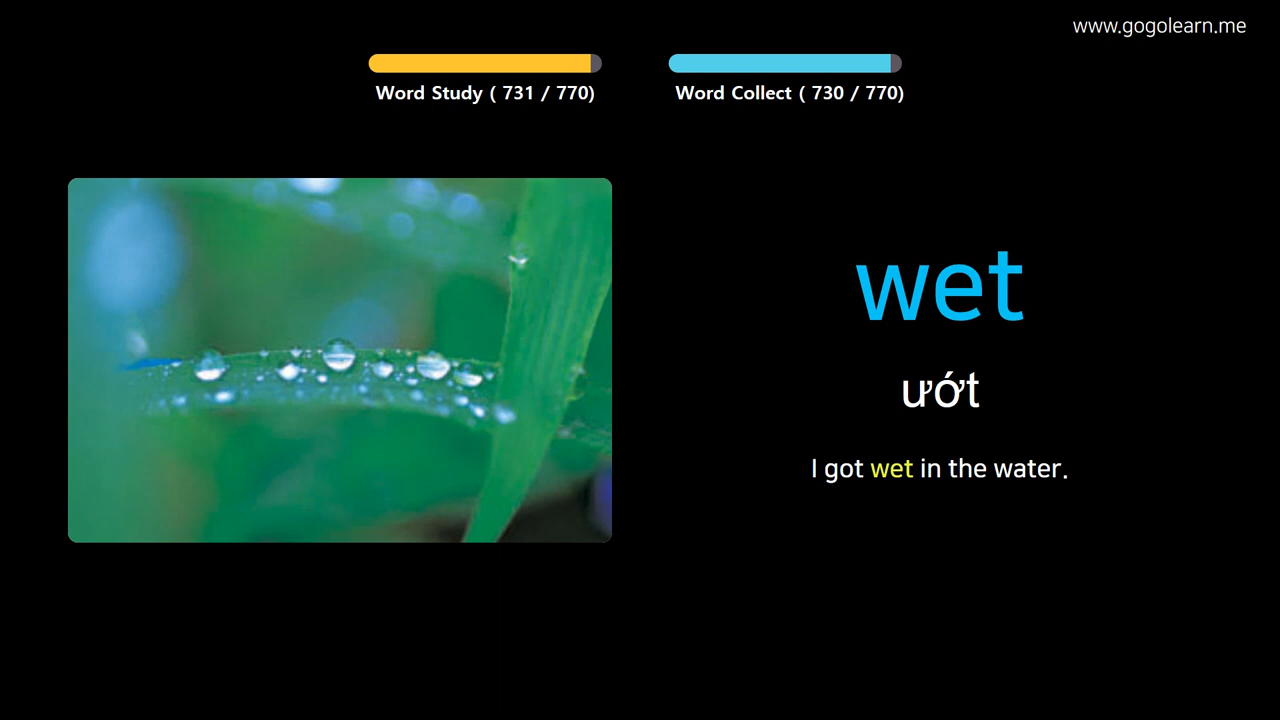 www.gogolearn.me
Word Study ( 731 / 770)
Word Collect ( 730 / 770)
wet
ướt
I got wet in the water.